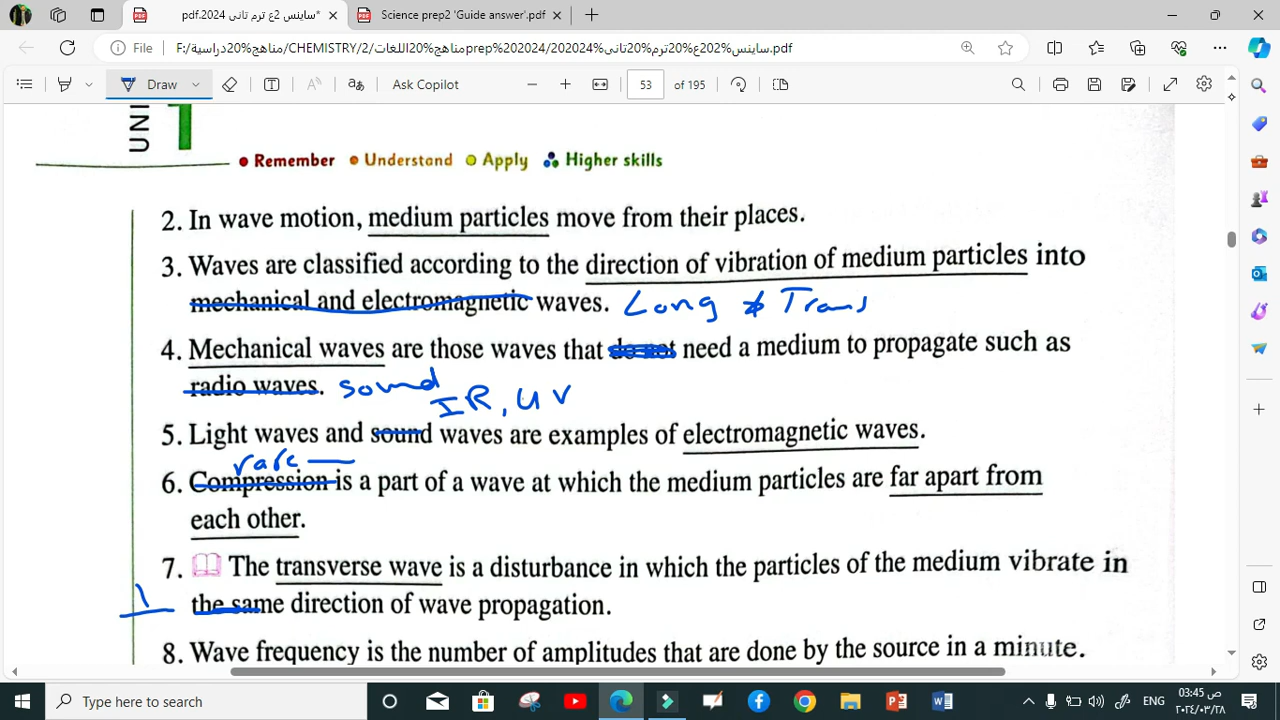 ساينس 2ع ترم تانى 2024.pdf*
Science prep2 'Guide answer'.pdf
File
F:/مناهج%20دراسية/CHEMISTRY/2/مناهج%20اللغاتprep%202024/2024%20ساينس%202ع%20ترم%20تانى.pdf
Draw
Ask Copilot
53 of 195
UNI 1
Remember Understand Apply Higher skills
2. In wave motion, medium particles move from their places.
3. Waves are classified according to the direction of vibration of medium particles into
mechanical and electromagnetic waves. Long & Trans
4. Mechanical waves are those waves that do not need a medium to propagate such as
radio waves. sound
IR, UV
5. Light waves and sound waves are examples of electromagnetic waves.
rare
6. Compression is a part of a wave at which the medium particles are far apart from
each other.
7. The transverse wave is a disturbance in which the particles of the medium vibrate in
the same direction of wave propagation.
8. Wave frequency is the number of amplitudes that are done by the source in a minute.
Type here to search
ENG
03:45 ص
٢٠٢٤/٠٣/٢٨